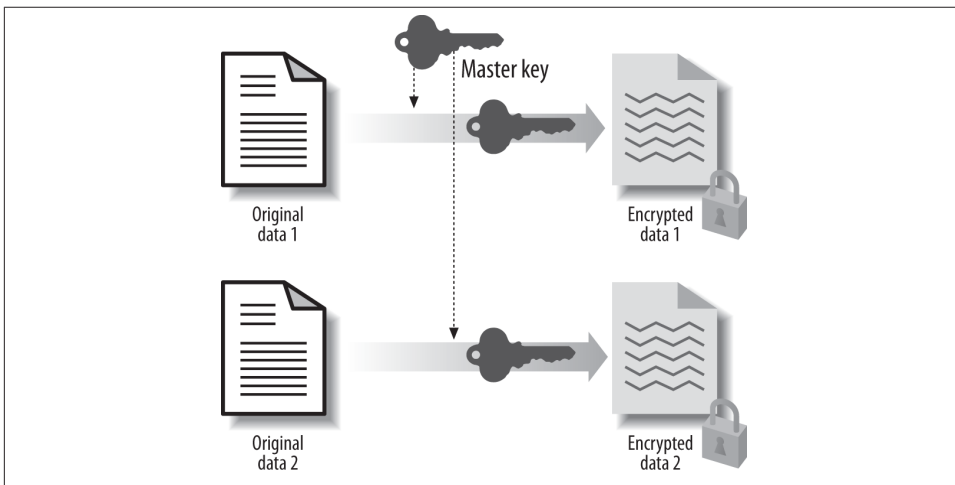 Master key
Original
data 1
Encrypted
data 1
Original
data 2
Encrypted
data 2